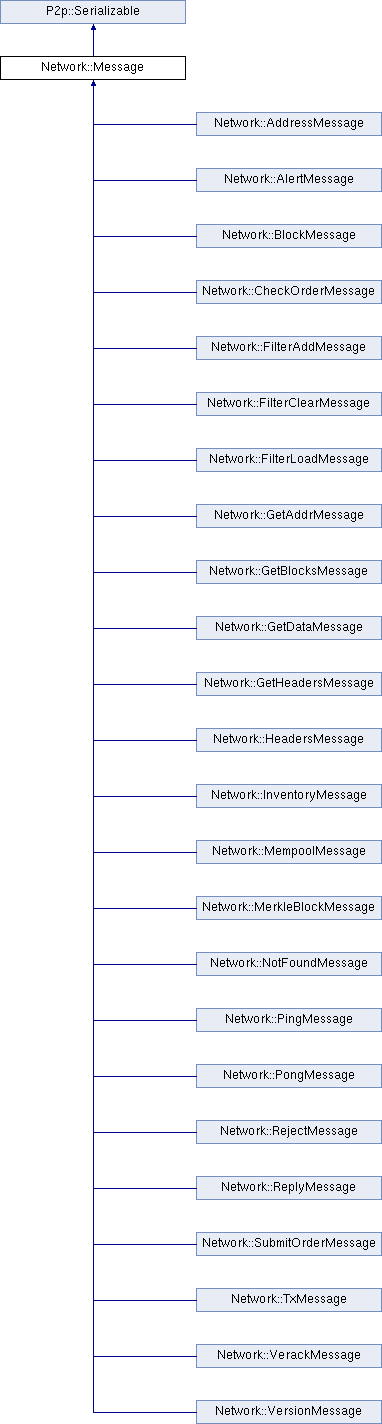 P2p::Serializable
Network::Message
Network::AddressMessage
Network::AlertMessage
Network::BlockMessage
Network::CheckOrderMessage
Network::FilterAddMessage
Network::FilterClearMessage
Network::FilterLoadMessage
Network::GetAddrMessage
Network::GetBlocksMessage
Network::GetDataMessage
Network::GetHeadersMessage
Network::HeadersMessage
Network::InventoryMessage
Network::MempoolMessage
Network::MerkleBlockMessage
Network::NotFoundMessage
Network::PingMessage
Network::PongMessage
Network::RejectMessage
Network::ReplyMessage
Network::SubmitOrderMessage
Network::TxMessage
Network::VerackMessage
Network::VersionMessage